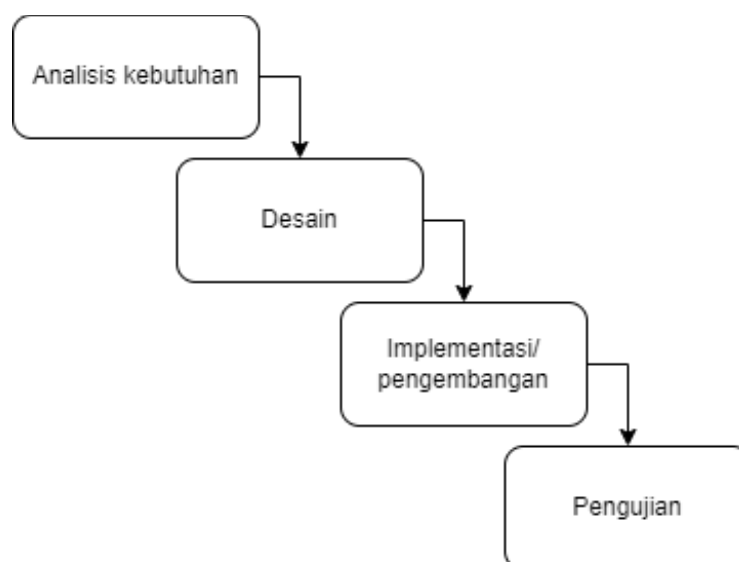 Analisis kebutuhan
Desain
Implementasi/
pengembangan
Pengujian